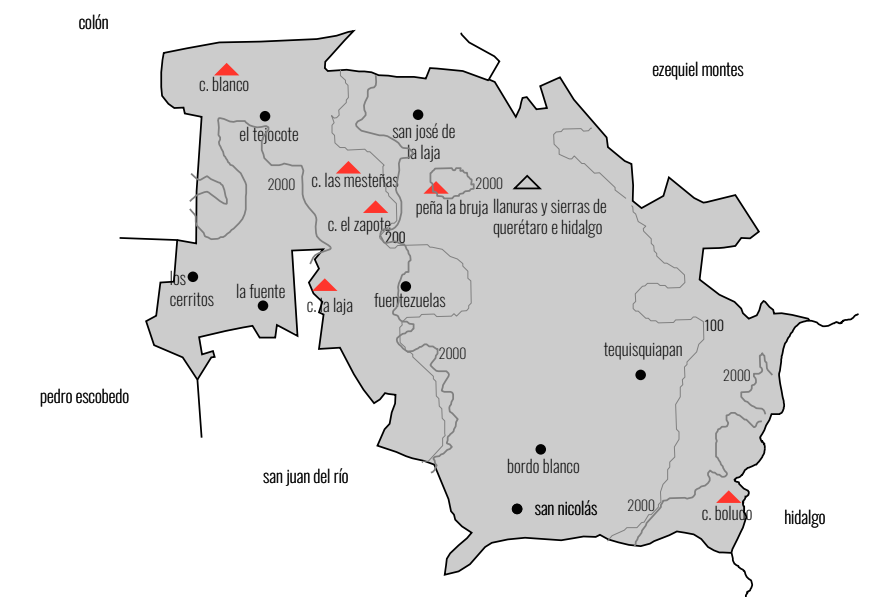 colón
ezequiel montes
c. blanco
el tejocote
san josé de
la laja
c. las mesteñas
2000
2000
peña la bruja
llanuras y sierras de
querétaro e hidalgo
c. el zapote
200
los
cerritos
la fuente
c. la laja
fuentezuelas
100
2000
tequisquiapan
2000
pedro escobedo
bordo blanco
san juan del río
2000
san nicolás
c. boludo
hidalgo